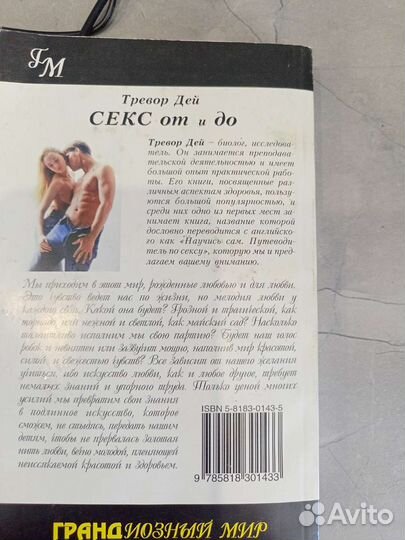 ГМ
Тревор Дей
СЕКС от и до
Тревор Дей – биолог, исследова-
тель. Он занимается преподава-
тельской деятельностью и имеет
большой опыт практической рабо-
ты. Его книги, посвященные раз-
личным аспектам здоровья, пользу-
ются большой популярностью, и
среди них одно из первых мест за-
нимает книга, название которой
дословно переводится с английско-
го как «Научись сам. Путеводи-
тель по сексу», которую мы и пред-
лагаем вашему вниманию.
Мы приходим в этот мир, рожденные любовью и для любви.
Это чувство ведет нас по жизни, но мелодия любви у
каждого своя. Какой она будет? Грозной и трагической, как
торнадо, или нежной и светлой, как майский сад? Насколько
талантливо исполним мы свою партию? Будет наш голос
робок и невнятен или зазвучит мощно, наполнив мир красотой,
силой и свежестью чувств? Все зависит от нашего желания
учиться, ибо искусство любви, как и любое другое, требует
немалых знаний и упорного труда. Только ценой многих
усилий мы превратим свои знания
в подлинное искусство, которое
сможем, не стыдясь, передать нашим
детям, чтобы не прервалась золотая
нить любви, вечно молодой, пленяющей
неиссякаемой красотой и здоровьем.
ISBN 5-8183-0143-5
9 785818 301433
ГРАНДИОЗНЫЙ МИР
Avito